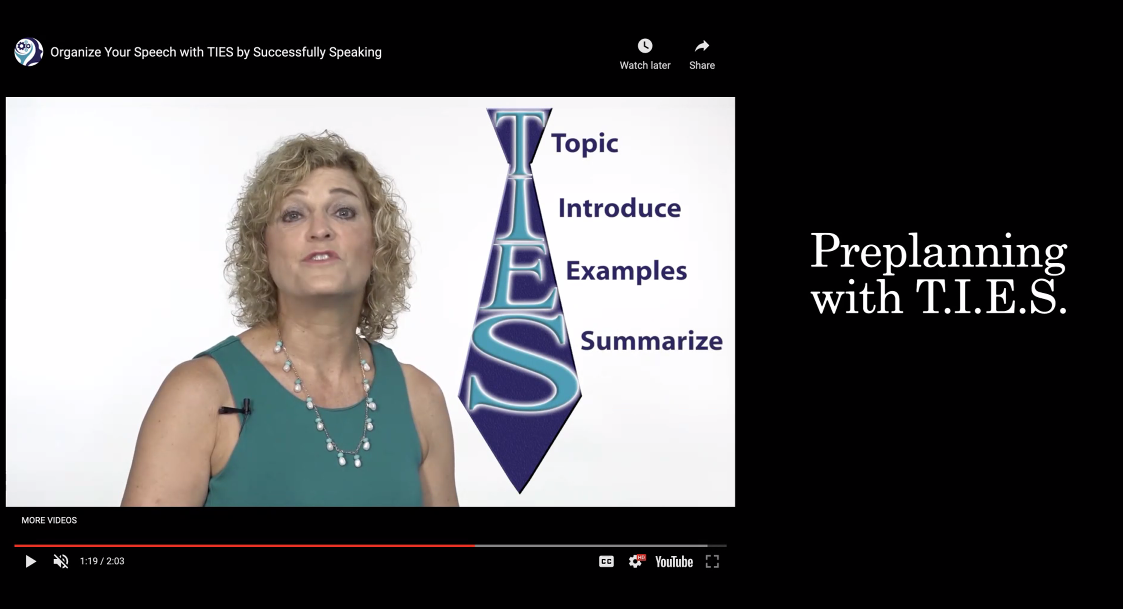 Organize Your Speech with TIES by Successfully Speaking
Watch later
Share
T Topic
I Introduce
E Examples
S Summarize
Preplanning
with T.I.E.S.
MORE VIDEOS
1:19 / 2:03
CC
HD
YouTube